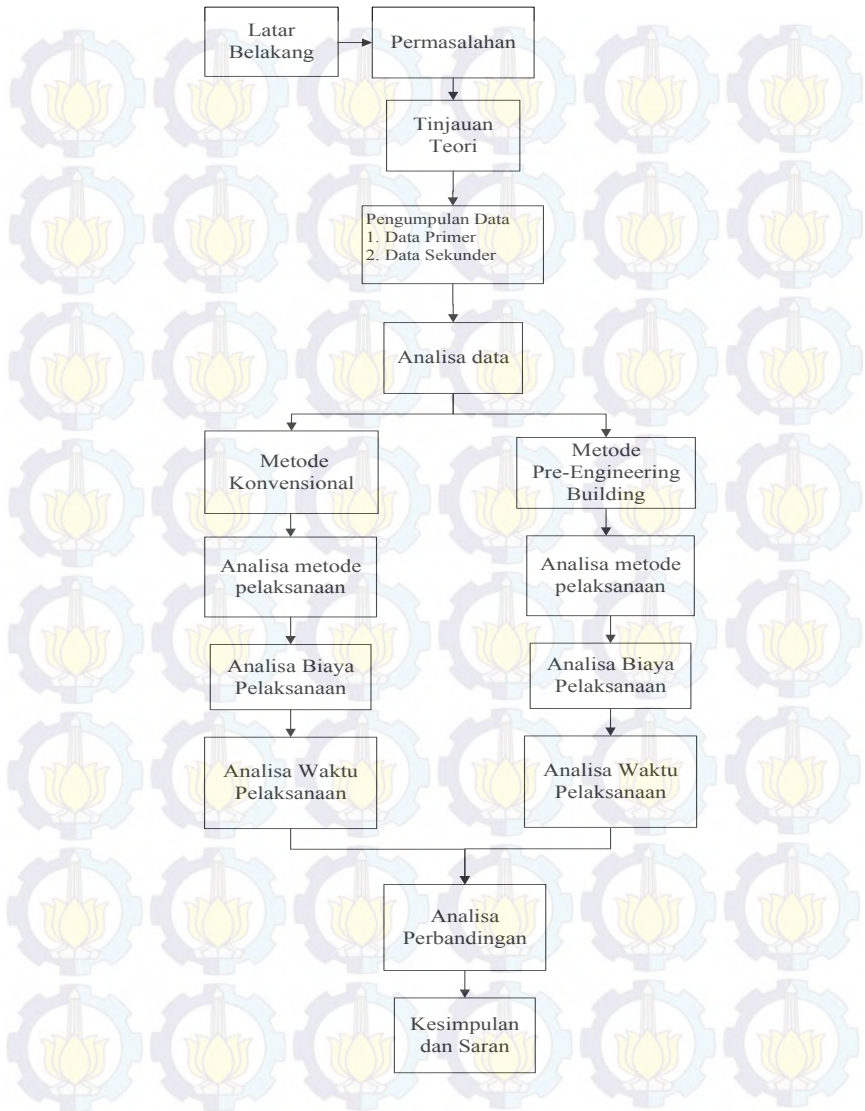 Latar
Belakang
Permasalahan
Tinjauan
Teori
Pengumpulan Data
1. Data Primer
2. Data Sekunder
Analisa data
Metode
Konvensional
Metode
Pre-Engineering
Building
Analisa metode
pelaksanaan
Analisa metode
pelaksanaan
Analisa Biaya
Pelaksanaan
Analisa Biaya
Pelaksanaan
Analisa Waktu
Pelaksanaan
Analisa Waktu
Pelaksanaan
Analisa
Perbandingan
Kesimpulan
dan Saran